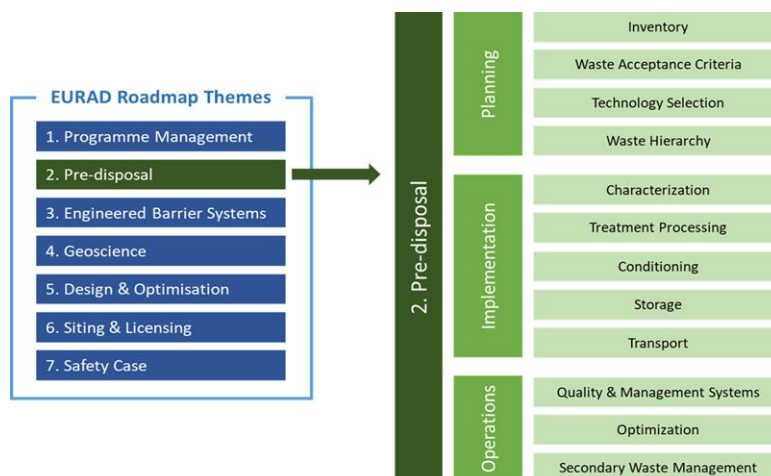 EURAD Roadmap Themes
1. Programme Management
2. Pre-disposal
3. Engineered Barrier Systems
4. Geoscience
5. Design & Optimisation
6. Siting & Licensing
7. Safety Case
2. Pre-disposal
Planning
Inventory
Waste Acceptance Criteria
Technology Selection
Waste Hierarchy
Implementation
Characterization
Treatment Processing
Conditioning
Storage
Transport
Operations
Quality & Management Systems
Optimization
Secondary Waste Management